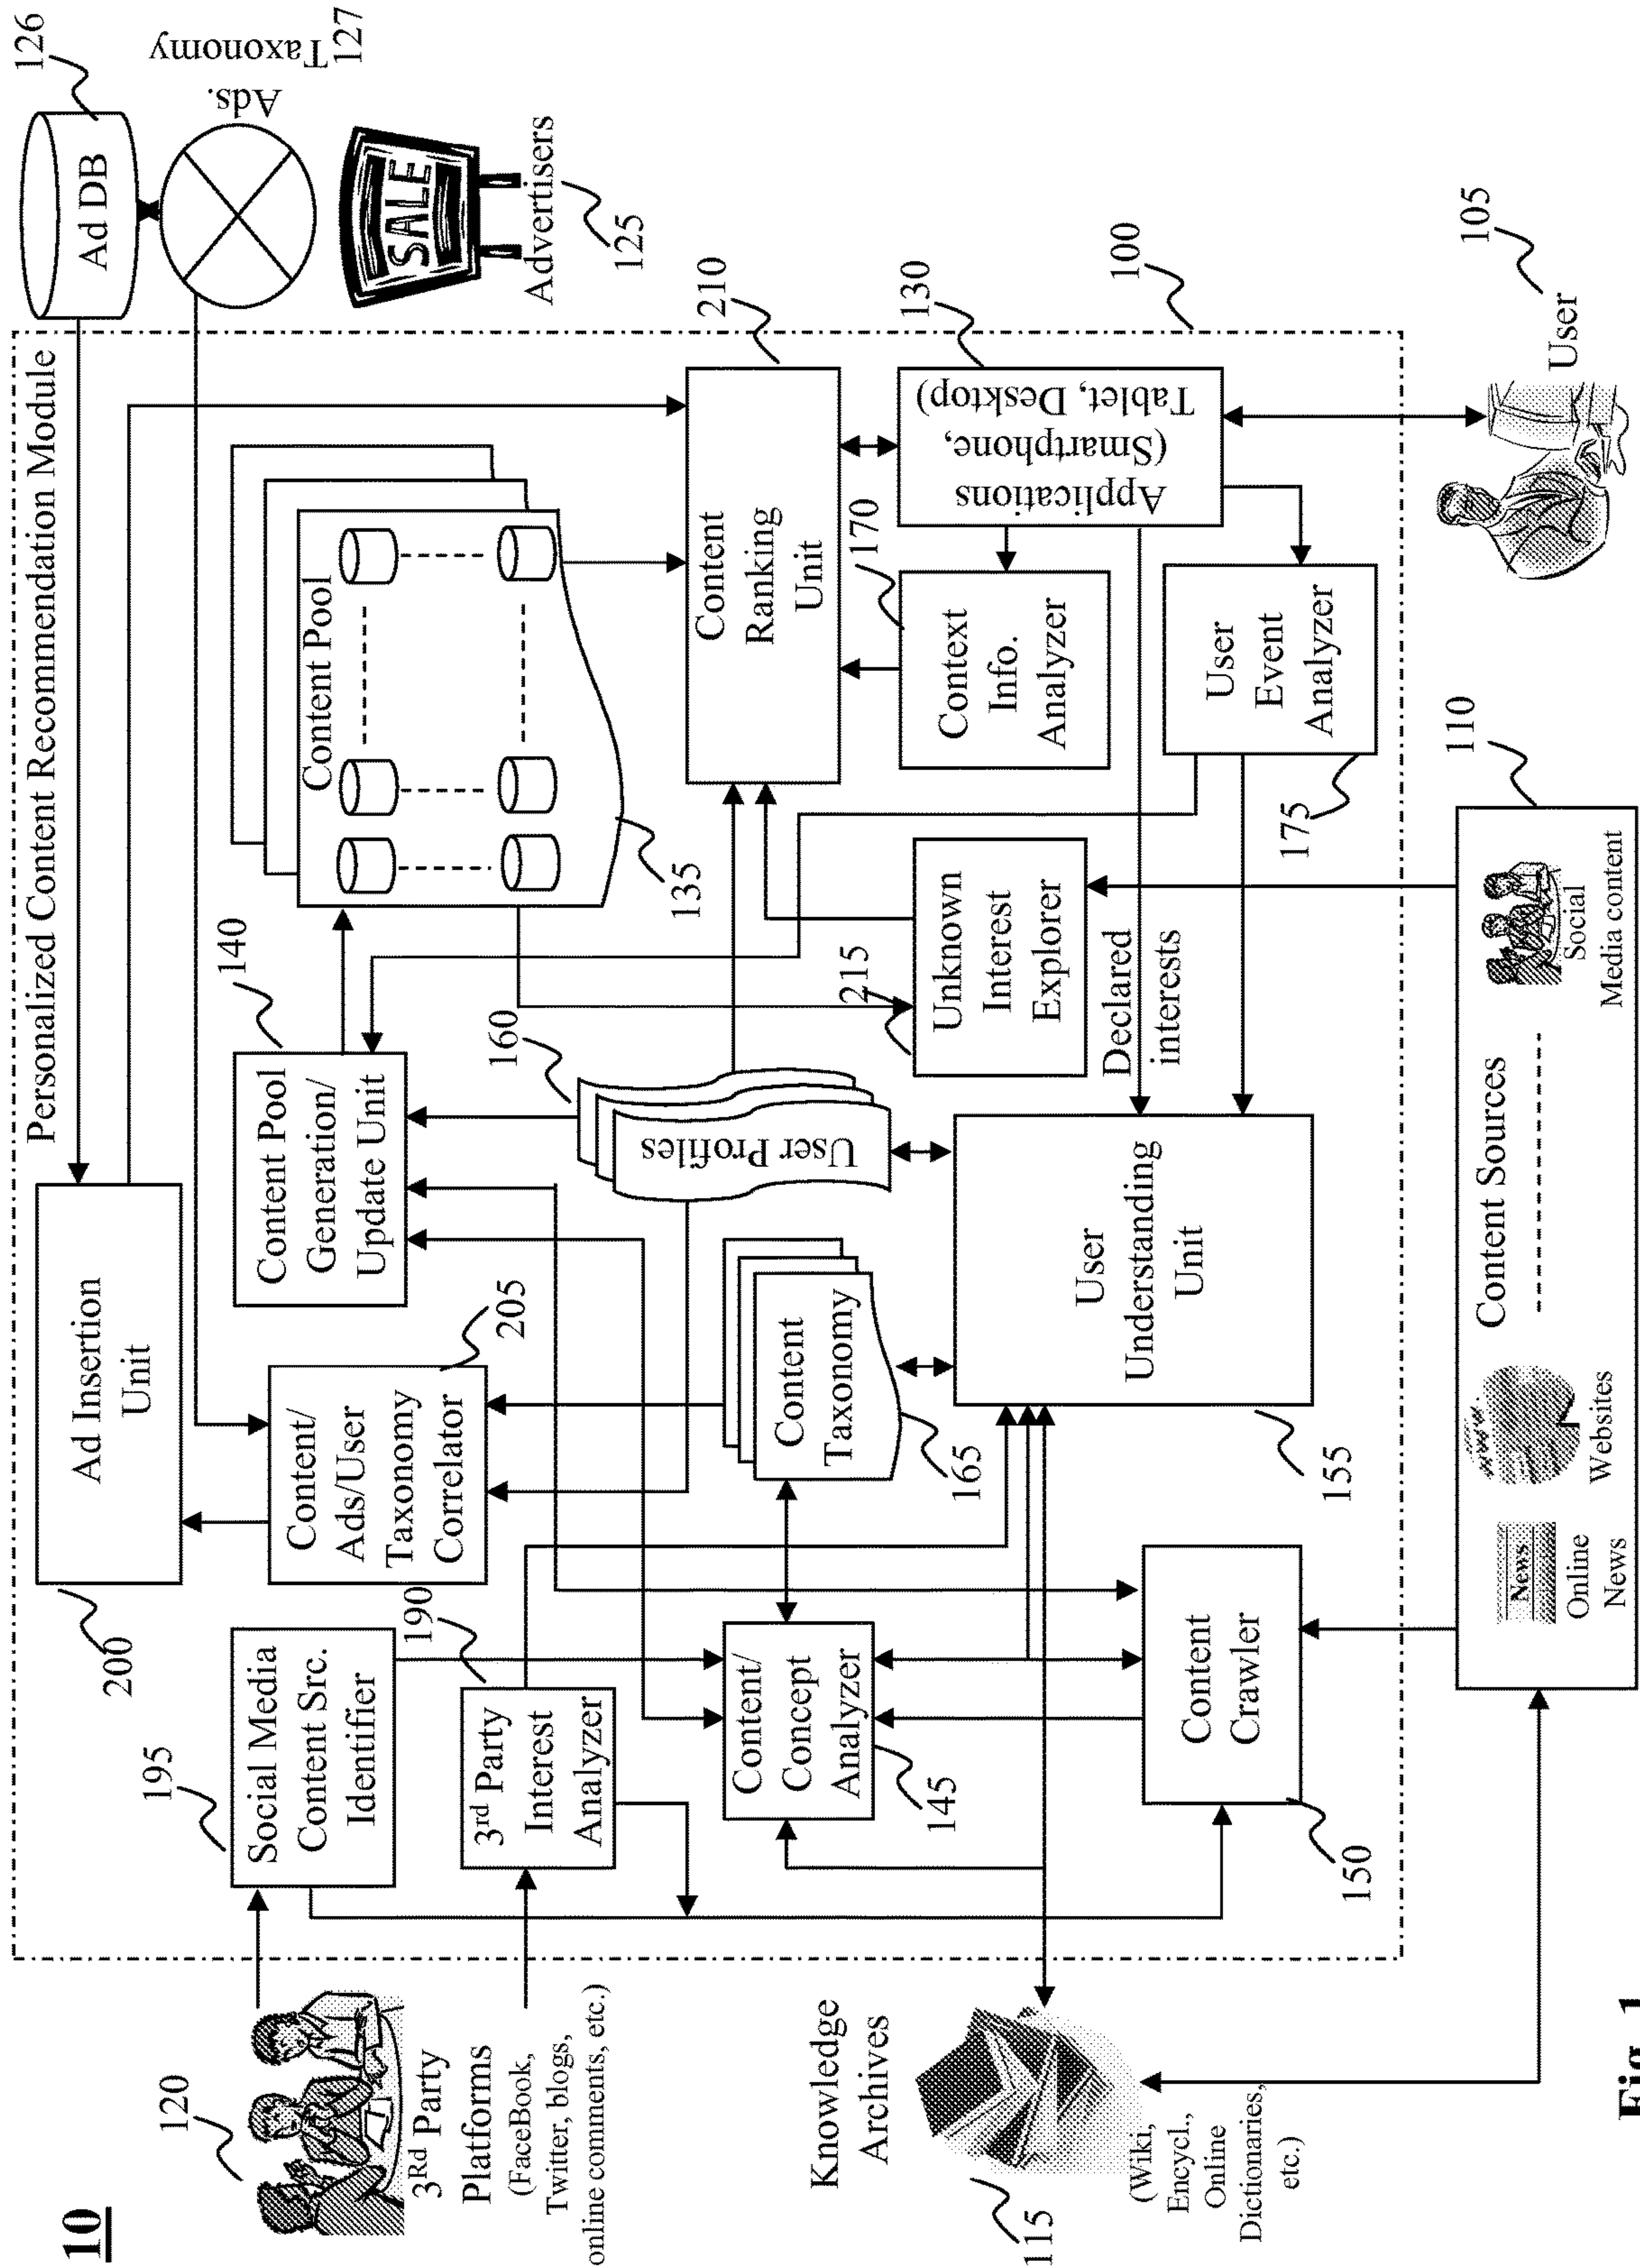 10
Personalized Content Recommendation Module
126
Ad DB
Ads.
Taxonomy
127
SALE
Advertisers
125
Ad Insertion
Unit
200
195
Social Media
Content Src.
Identifier
Content/
Ads/User
Taxonomy
Correlator
205
Content Pool
Generation/
Update Unit
140
Content Pool
135
120
3Rd Party
Platforms
(FaceBook,
Twitter, blogs,
online comments, etc.)
190
3rd Party
Interest
Analyzer
User Profiles
160
Content
Ranking
Unit
210
Content/
Concept
Analyzer
145
Content
Taxonomy
165
Unknown
Interest
Explorer
215
Context
Info.
Analyzer
170
Applications
(Smartphone,
Tablet, Desktop)
130
100
Knowledge
Archives
(Wiki,
Encycl.,
Online
Dictionaries,
etc.)
115
Content
Crawler
150
User
Understanding
Unit
155
Declared
interests
User
Event
Analyzer
175
User
105
News
Online
News
Websites
Content Sources
Social
Media content
110
Fig. 1